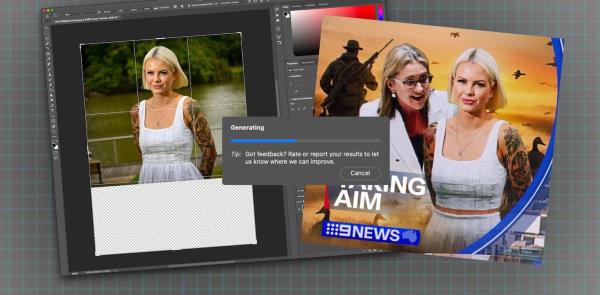 Generating
Tip: Got feedback? Rate or report your results to let
us know where we can improve.
Cancel
TAKING
AIM
9NEWS